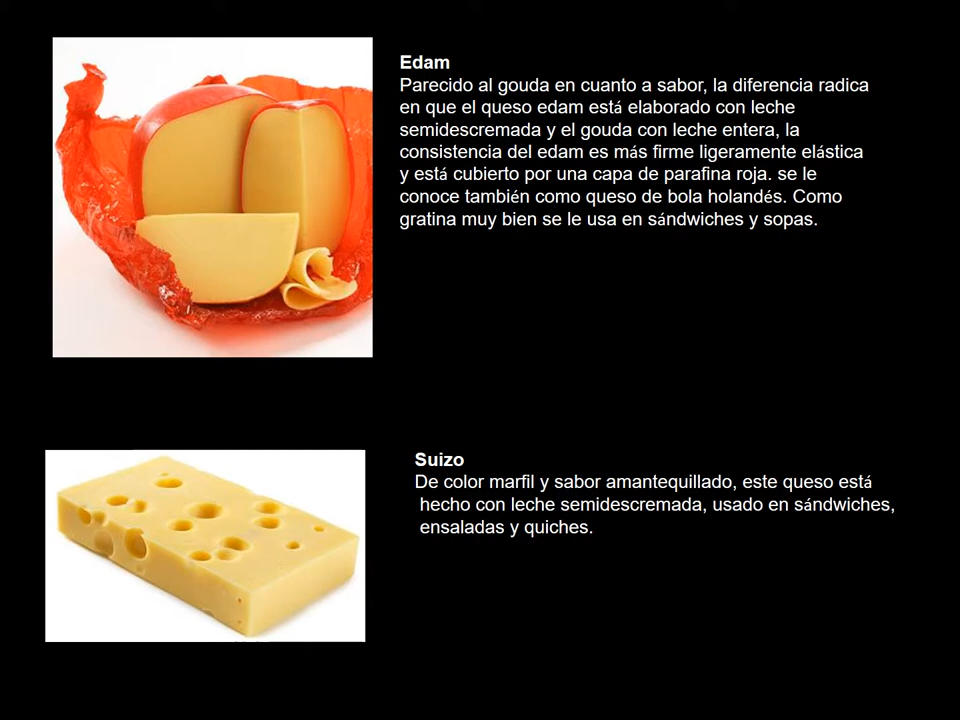 Edam
Parecido al gouda en cuanto a sabor, la diferencia radica
en que el queso edam está elaborado con leche
semidescremada y el gouda con leche entera, la
consistencia del edam es más firme ligeramente elástica
y está cubierto por una capa de parafina roja. se le
conoce también como queso de bola holandés. Como
gratina muy bien se le usa en sándwiches y sopas.
Suizo
De color marfil y sabor amantequillado, este queso está
hecho con leche semidescremada, usado en sándwiches,
ensaladas y quiches.